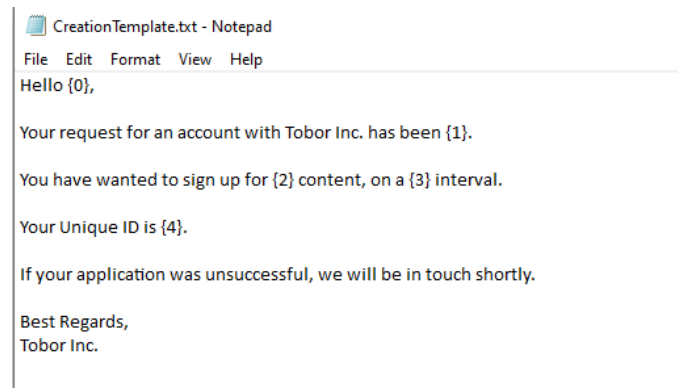 CreationTemplate.txt - Notepad
File Edit Format View Help
Hello {0},
Your request for an account with Tobor Inc. has been {1}.
You have wanted to sign up for {2} content, on a {3} interval.
Your Unique ID is {4}.
If your application was unsuccessful, we will be in touch shortly.
Best Regards,
Tobor Inc.